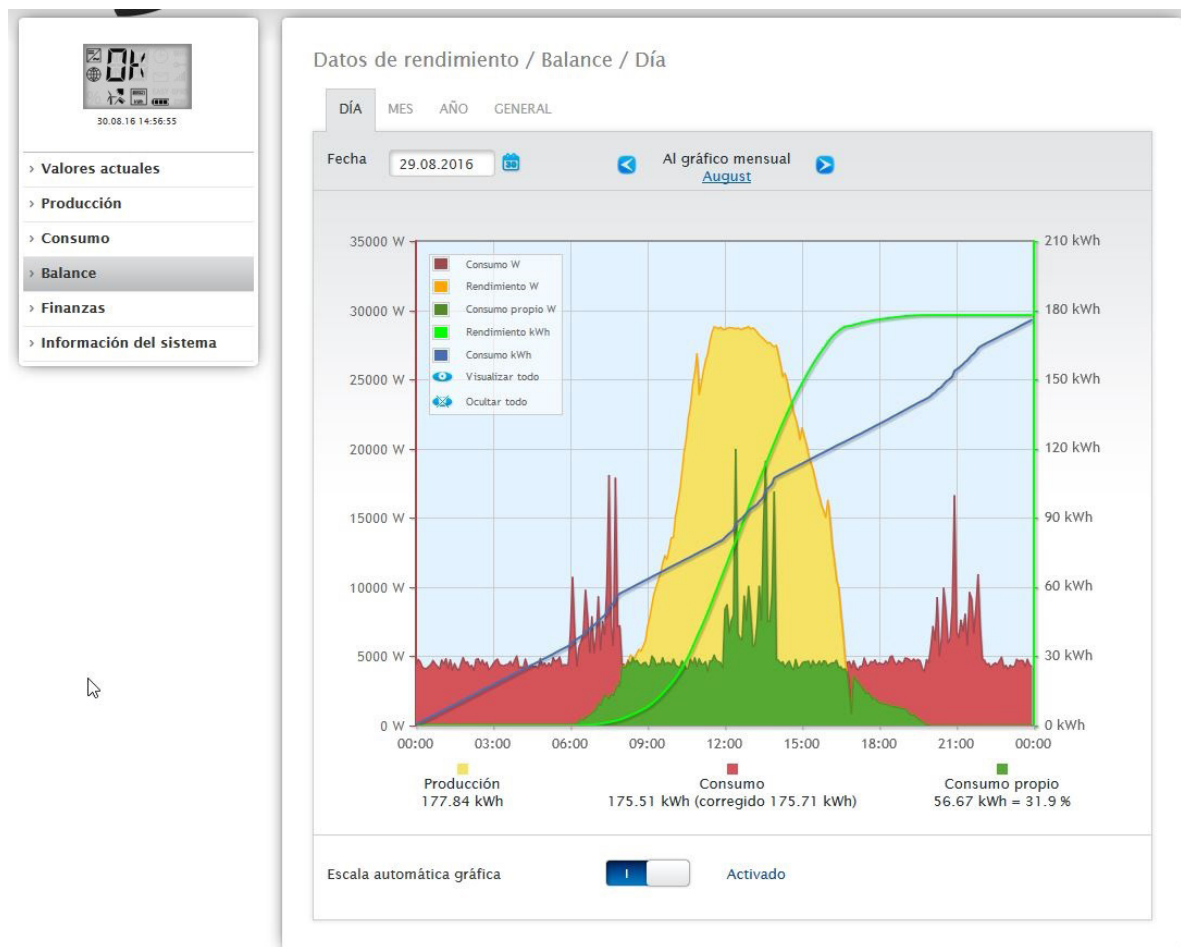 OK
30.08.16 14:56:55
Valores actuales
Producción
Consumo
Balance
Finanzas
Información del sistema
Datos de rendimiento / Balance / Día
DÍA MES AÑO GENERAL
Fecha 29.08.2016 30 Al gráfico mensual
August
35000 W 210 kWh
Consumo W
Rendimiento W
Consumo propio W
30000 W 180 kWh
Rendimiento kWh
Consumo kWh
25000 W 150 kWh
Visualizar todo
Ocultar todo
20000 W 120 kWh
15000 W 90 kWh
10000 W 60 kWh
5000 W 30 kWh
0 W 0 kWh
00:00 03:00 06:00 09:00 12:00 15:00 18:00 21:00 00:00
Producción Consumo Consumo propio
177.84 kWh 175.51 kWh (corregido 175.71 kWh) 56.67 kWh = 31.9 %
Escala automática gráfica I Activado